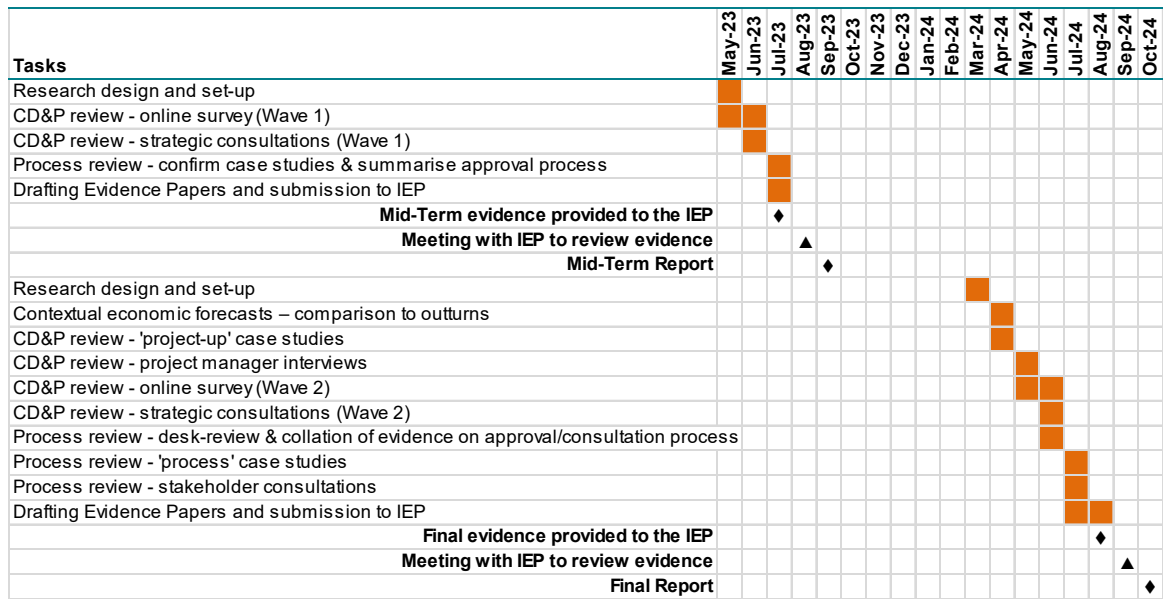 Tasks
May-23
Jun-23
Jul-23
Aug-23
Sep-23
Oct-23
Nov-23
Dec-23
Jan-24
Feb-24
Mar-24
Apr-24
May-24
Jun-24
Jul-24
Aug-24
Sep-24
Oct-24
Research design and set-up
CD&P review - online survey (Wave 1)
CD&P review - strategic consultations (Wave 1)
Process review - confirm case studies & summarise approval process
Drafting Evidence Papers and submission to IEP
Mid-Term evidence provided to the IEP
Meeting with IEP to review evidence
Mid-Term Report
Research design and set-up
Contextual economic forecasts – comparison to outturns
CD&P review - 'project-up' case studies
CD&P review - project manager interviews
CD&P review - online survey (Wave 2)
CD&P review - strategic consultations (Wave 2)
Process review - desk-review & collation of evidence on approval/consultation process
Process review - 'process' case studies
Process review - stakeholder consultations
Drafting Evidence Papers and submission to IEP
Final evidence provided to the IEP
Meeting with IEP to review evidence
Final Report